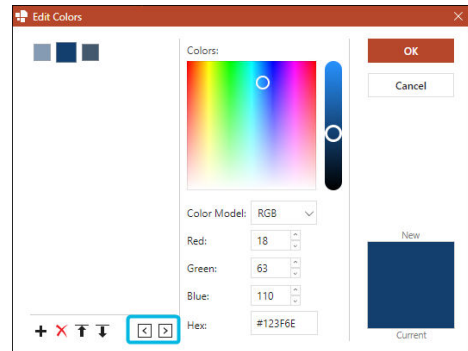 Edit Colors
Colors:
OK
Cancel
Color Model: RGB
Red: 18
Green: 63
Blue: 110
Hex: #123F6E
New
Current